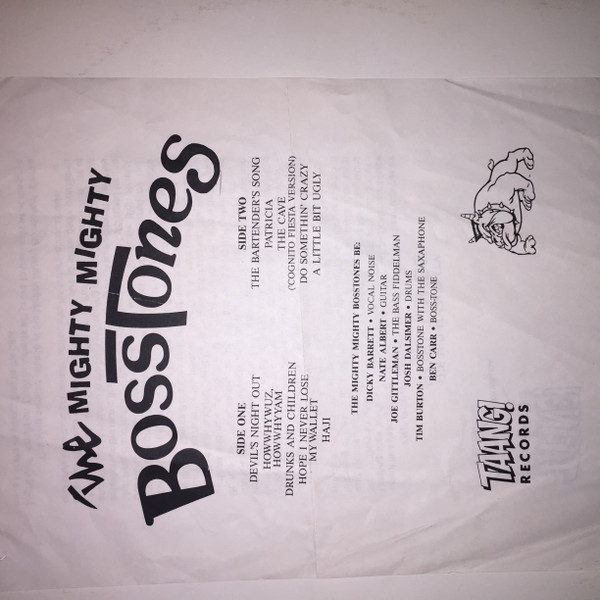 The MIGHTY MIGHTY
BOSSTONES
SIDE ONE
DEVIL'S NIGHT OUT
HOWWHYWUZ,
HOWWHYYAM
DRUNKS AND CHILDREN
HOPE I NEVER LOSE
MY WALLET
HAJI
SIDE TWO
THE BARTENDER'S SONG
PATRICIA
THE CAVE
(COGNITO FIESTA VERSION)
DO SOMETHIN' CRAZY
A LITTLE BIT UGLY
THE MIGHTY MIGHTY BOSSTONES BE:
DICKY BARRETT • VOCAL NOISE
NATE ALBERT • GUITAR
JOE GITTLEMAN • THE BASS FIDDELMAN
JOSH DALSIMER • DRUMS
TIM BURTON • BOSSTONE WITH THE SAXAPHONE
BEN CARR • BOSSTONE
TAANG!
RECORDS